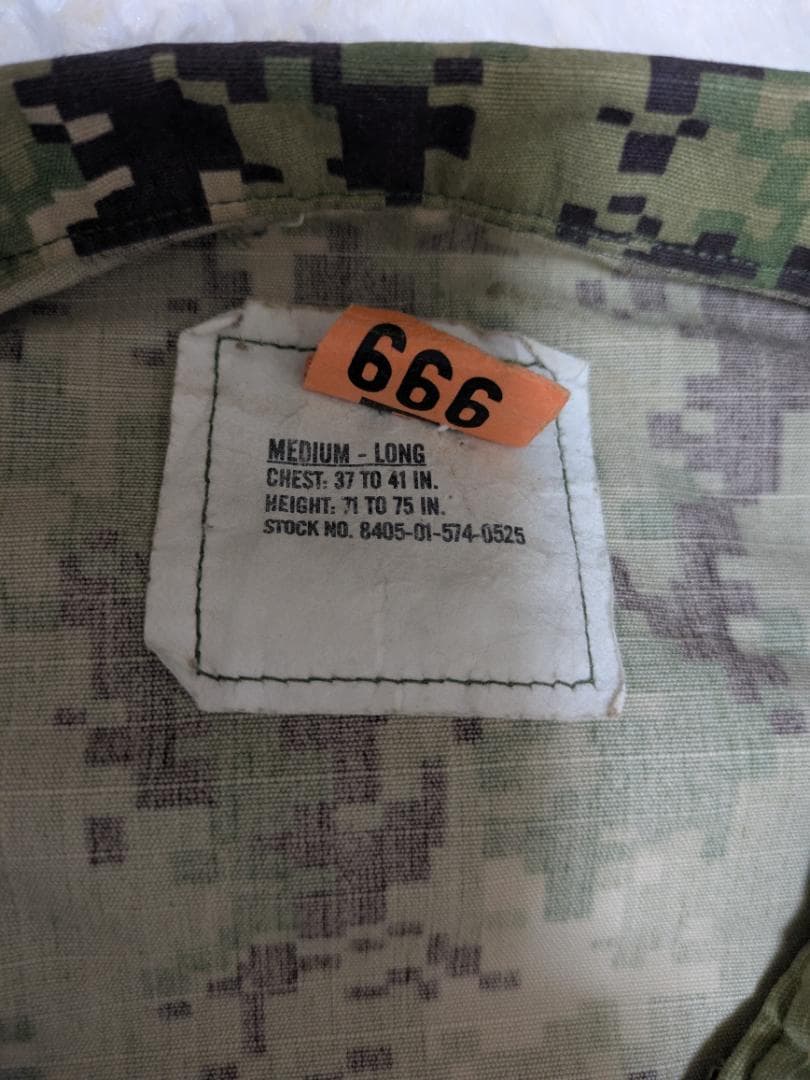 666
MEDIUM - LONG
CHEST: 37 TO 41 IN.
HEIGHT: 71 TO 75 IN.
STOCK NO. 8405-01-574-0525